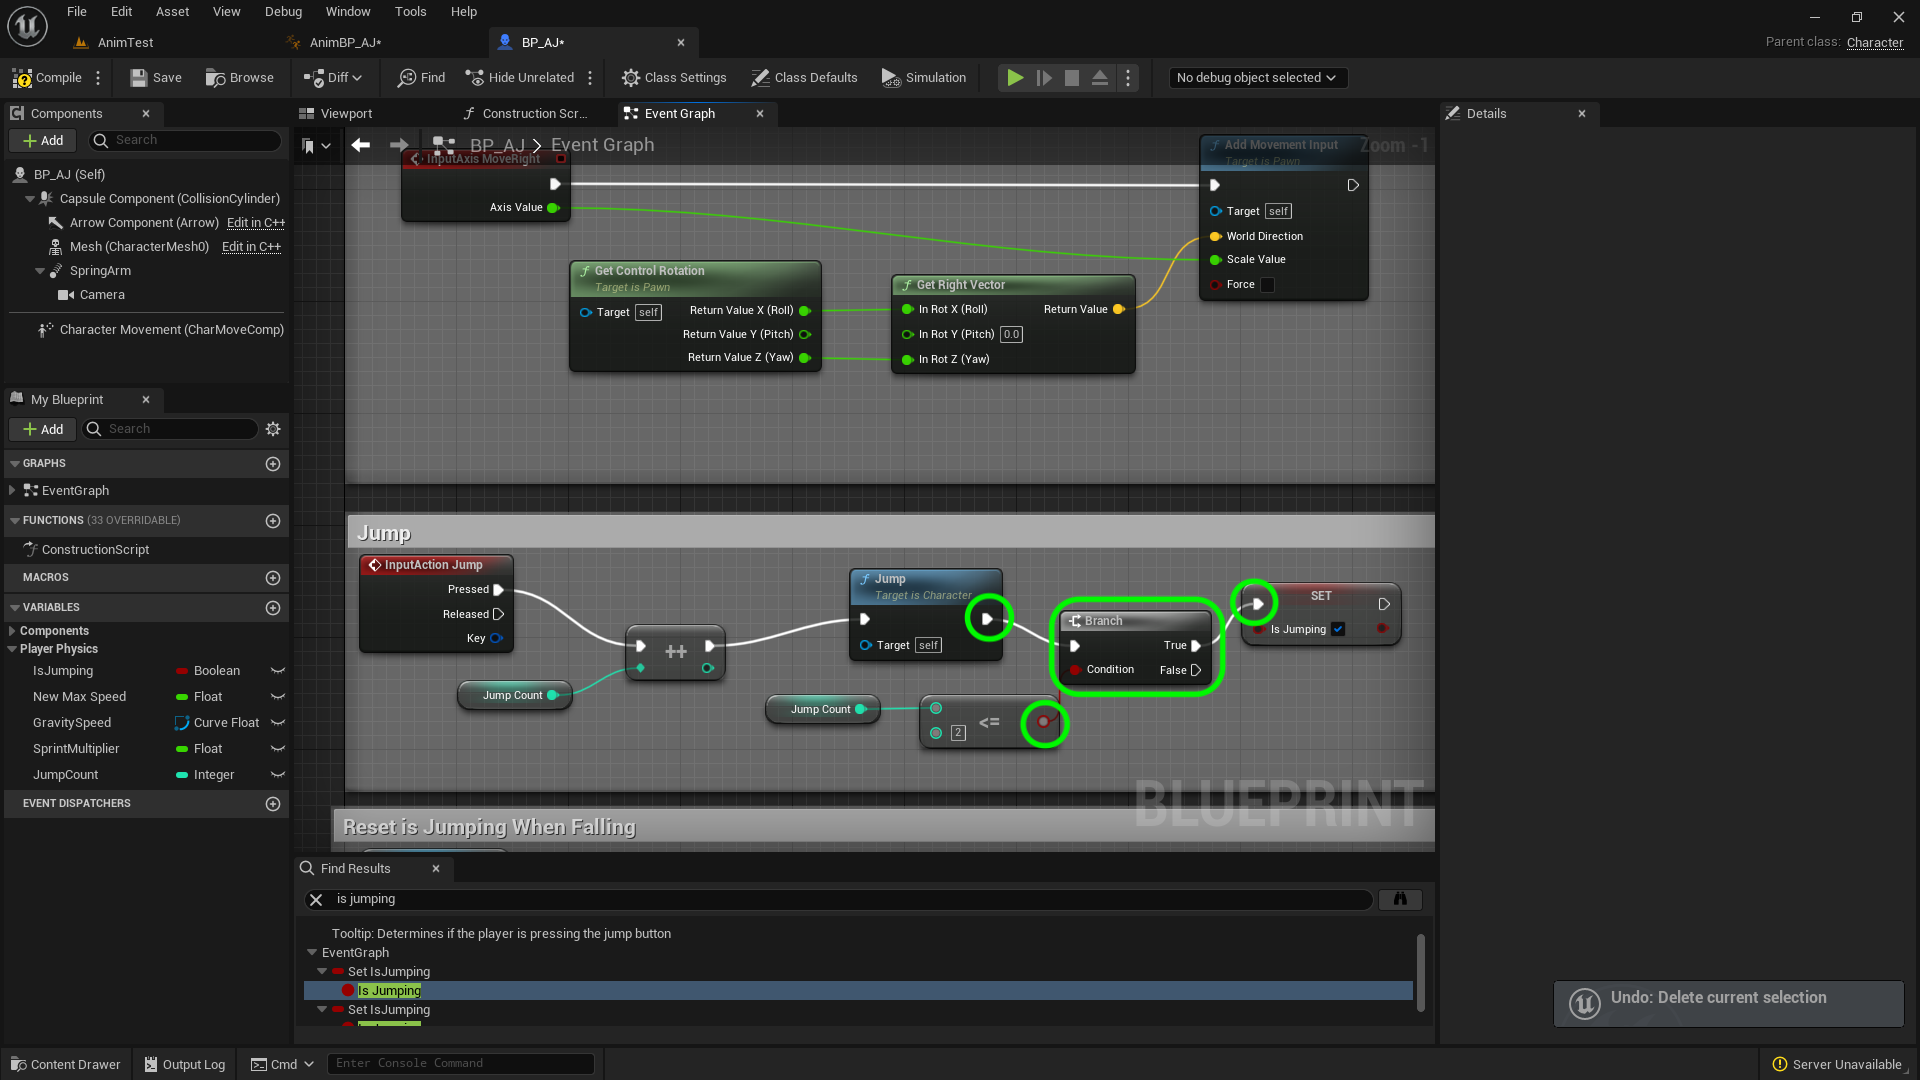 File Edit Asset View Debug Window Tools Help
AnimTest AnimBP_AJ* BP_AJ*
Parent class: Character
Compile Save Browse Diff Find Hide Unrelated Class Settings Class Defaults Simulation No debug object selected
Components
Add Search
BP_AJ (Self)
Capsule Component (CollisionCylinder)
Arrow Component (Arrow) Edit in C++
Mesh (CharacterMesh0) Edit in C++
SpringArm
Camera
Character Movement (CharMoveComp)
My Blueprint
Add Search
GRAPHS
EventGraph
FUNCTIONS (33 OVERRIDABLE)
ConstructionScript
MACROS
VARIABLES
Components
Player Physics
IsJumping Boolean
New Max Speed Float
GravitySpeed Curve Float
SprintMultiplier Float
JumpCount Integer
EVENT DISPATCHERS
Viewport Construction Scr... Event Graph
BP_AJ > Event Graph
Zoom -1
InputAxis MoveRight
Axis Value
Add Movement Input
Target is Pawn
Target self
World Direction
Scale Value
Force
Get Control Rotation
Target is Pawn
Target self
Return Value X (Roll)
Return Value Y (Pitch)
Return Value Z (Yaw)
Get Right Vector
In Rot X (Roll) Return Value
In Rot Y (Pitch) 0.0
In Rot Z (Yaw)
Jump
InputAction Jump
Pressed
Released
Key
Jump Count
++
Jump
Target is Character
Target self
Jump Count
2 <=
Branch
True
Condition False
SET
Is Jumping
BLUEPRINT
Reset is Jumping When Falling
Find Results
is jumping
Tooltip: Determines if the player is pressing the jump button
EventGraph
Set IsJumping
Is Jumping
Set IsJumping
Details
Undo: Delete current selection
Content Drawer Output Log Cmd Enter Console Command Server Unavailable